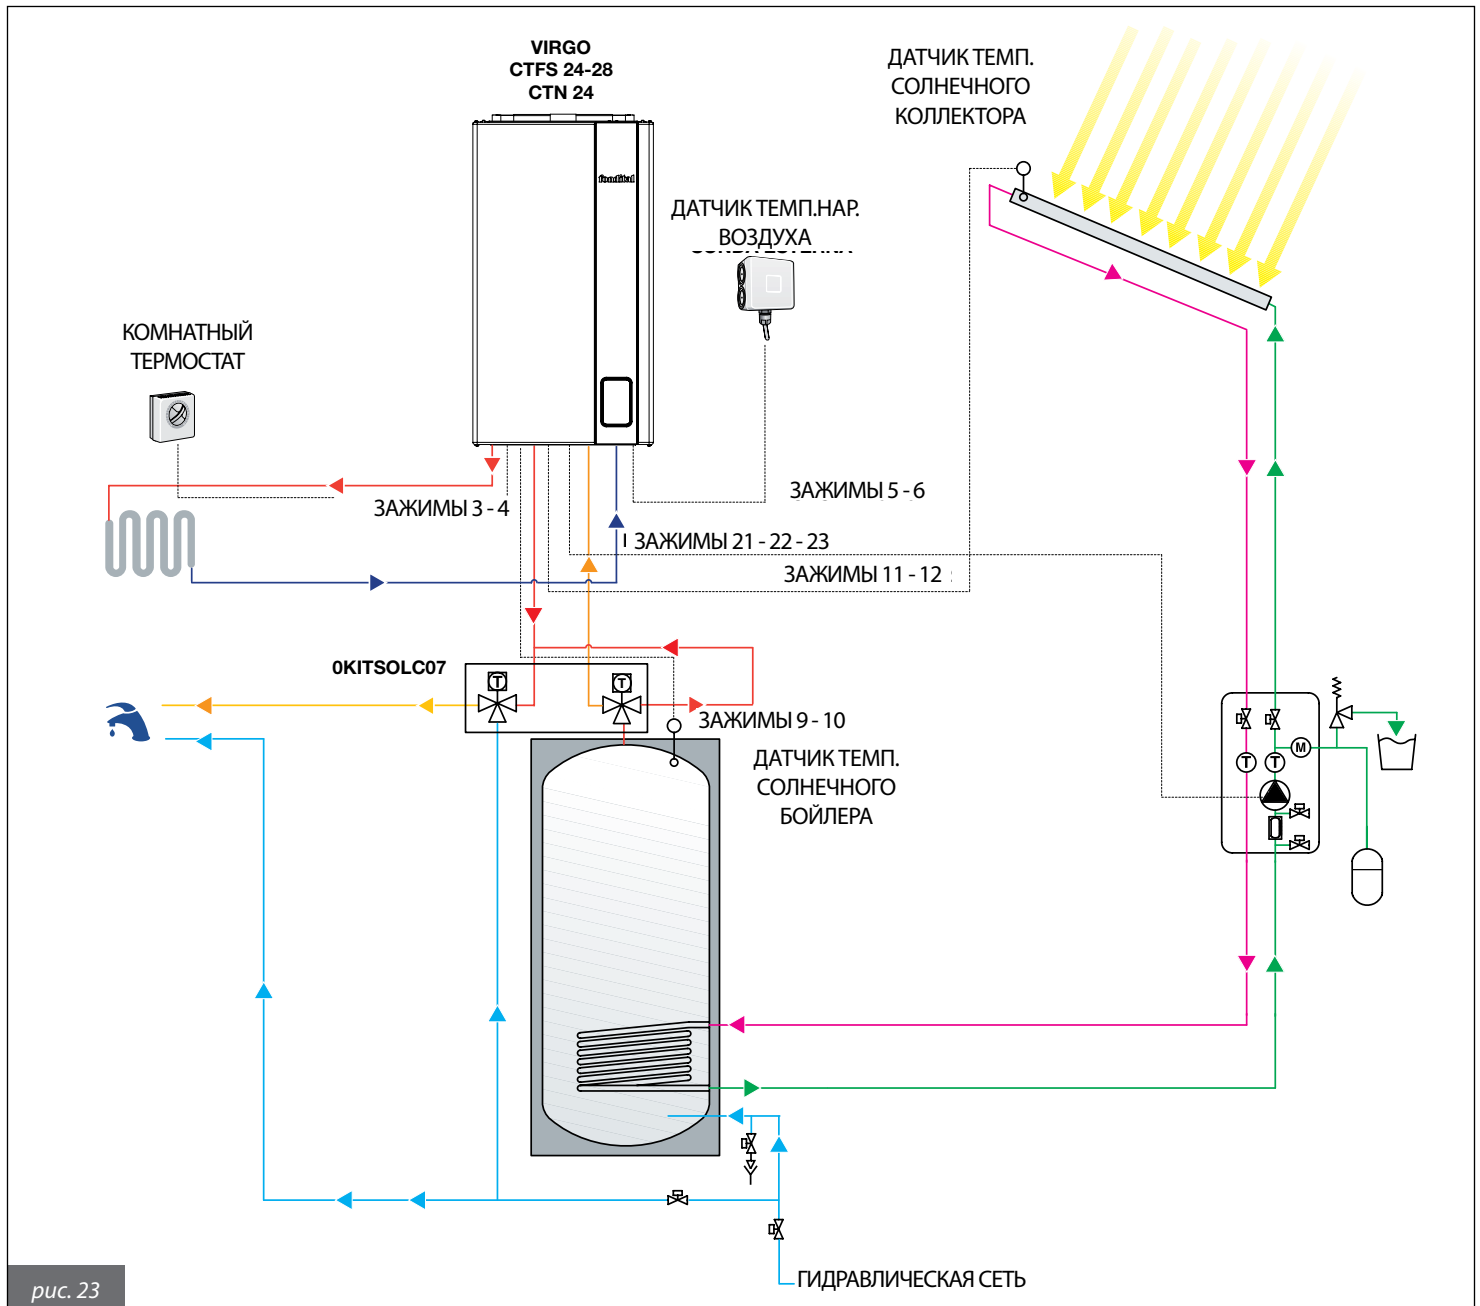 VIRGO
CTFS 24-28
CTN 24
ДАТЧИК ТЕМП.
СОЛНЕЧНОГО
КОЛЛЕКТОРА
fondital
ДАТЧИК ТЕМП.НАР.
ВОЗДУХА
КОМНАТНЫЙ
ТЕРМОСТАТ
ЗАЖИМЫ 5 - 6
ЗАЖИМЫ 3 - 4
ЗАЖИМЫ 21 - 22 - 23
ЗАЖИМЫ 11 - 12
0KITSOLC07
T
T
ЗАЖИМЫ 9 - 10
ДАТЧИК ТЕМП.
СОЛНЕЧНОГО
БОЙЛЕРА
M
T
T
ГИДРАВЛИЧЕСКАЯ СЕТЬ
рис. 23